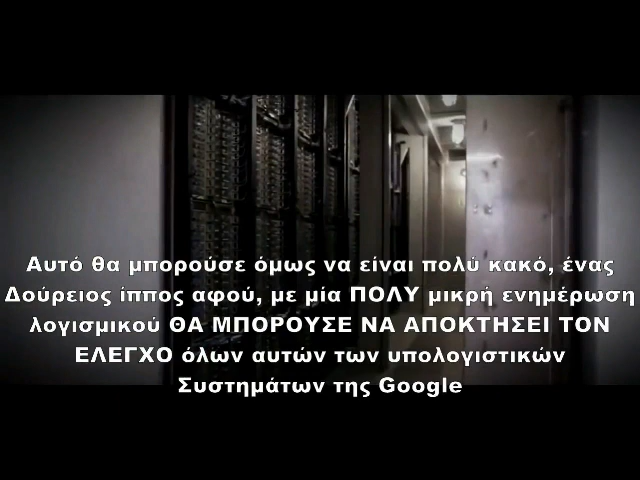 Αυτό θα μπορούσε όμως να είναι πολύ κακό, ένας
Δούρειος ίππος αφού, με μία ΠΟΛΥ μικρή ενημέρωση
λογισμικού ΘΑ ΜΠΟΡΟΥΣΕ ΝΑ ΑΠΟΚΤΗΣΕΙ ΤΟΝ
ΕΛΕΓΧΟ όλων αυτών των υπολογιστικών
Συστημάτων της Google